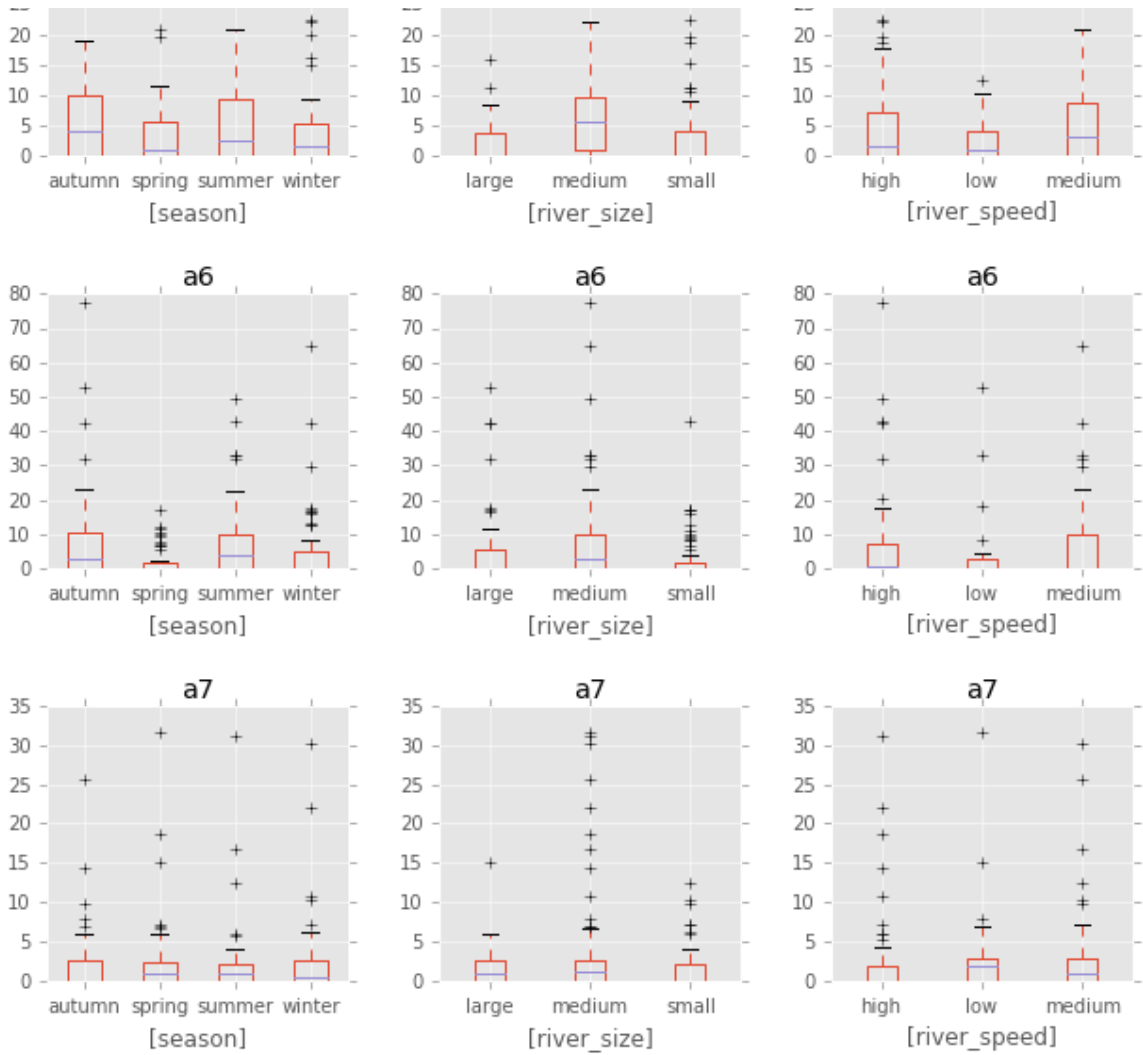 25
20
15
10
5
0
autumn spring summer winter
[season]
25
20
15
10
5
0
large medium small
[river_size]
25
20
15
10
5
0
high low medium
[river_speed]
a6
80
70
60
50
40
30
20
10
0
autumn spring summer winter
[season]
a6
80
70
60
50
40
30
20
10
0
large medium small
[river_size]
a6
80
70
60
50
40
30
20
10
0
high low medium
[river_speed]
a7
35
30
25
20
15
10
5
0
autumn spring summer winter
[season]
a7
35
30
25
20
15
10
5
0
large medium small
[river_size]
a7
35
30
25
20
15
10
5
0
high low medium
[river_speed]